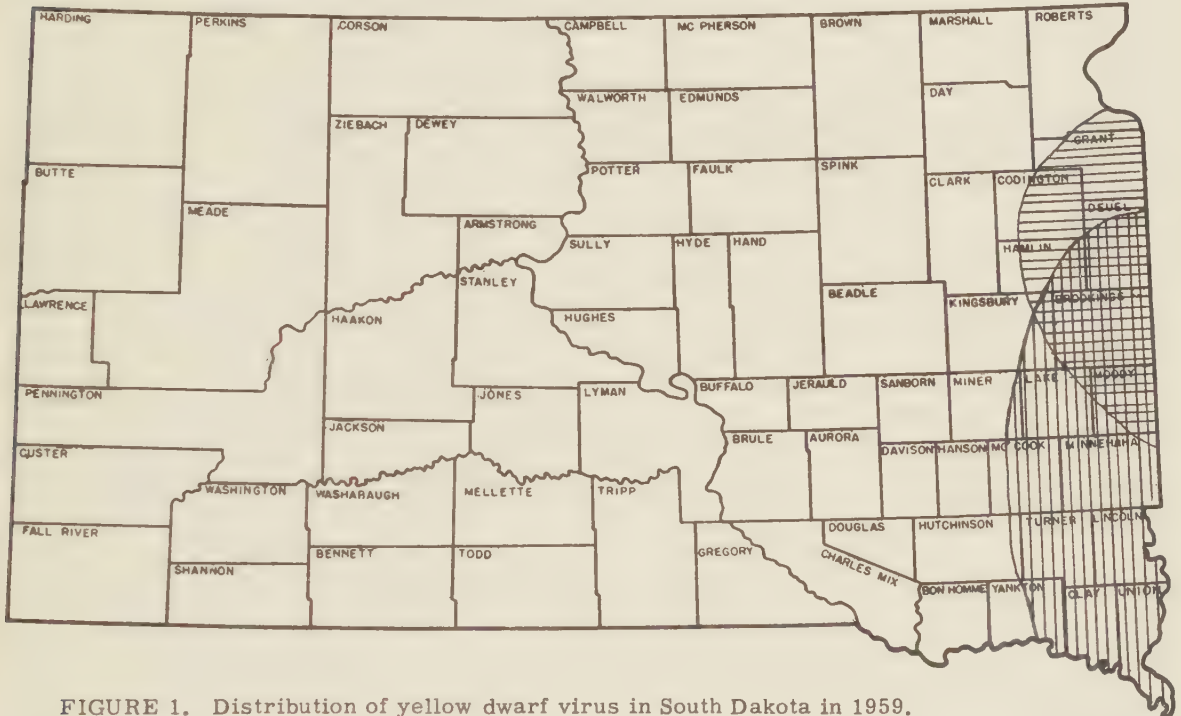 HARDING
PERKINS
CORSON
CAMPBELL
MC PHERSON
BROWN
MARSHALL
ROBERTS
WALWORTH
EDMUNDS
DAY
ZIEBACH
DEWEY
GRANT
BUTTE
POTTER
FAULK
SPINK
CLARK
CODINGTON
MEADE
DEUEL
ARMSTRONG
SULLY
HYDE
HAND
HAMLIN
STANLEY
BEADLE
KINGSBURY
BROOKINGS
LAWRENCE
HAAKON
HUGHES
PENNINGTON
JONES
LYMAN
BUFFALO
JERAULD
SANBORN
MINER
LAKE
MOODY
JACKSON
BRULE
AURORA
DAVISON
HANSON
MC COOK
MINNEHAHA
CUSTER
WASHINGTON
WASHABAUGH
MELLETTE
TRIPP
FALL RIVER
DOUGLAS
HUTCHINSON
TURNER
LINCOLN
SHANNON
BENNETT
TODD
GREGORY
CHARLES MIX
BON HOMME
YANKTON
CLAY
UNION
FIGURE 1. Distribution of yellow dwarf virus in South Dakota in 1959.